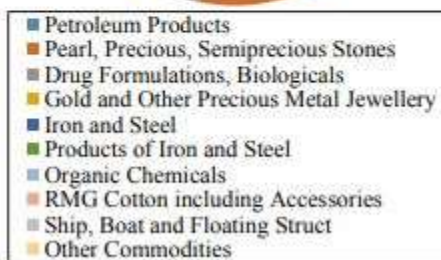 Petroleum Products
Pearl, Precious, Semiprecious Stones
Drug Formulations, Biologicals
Gold and Other Precious Metal Jewellery
Iron and Steel
Products of Iron and Steel
Organic Chemicals
RMG Cotton including Accessories
Ship, Boat and Floating Struct
Other Commodities